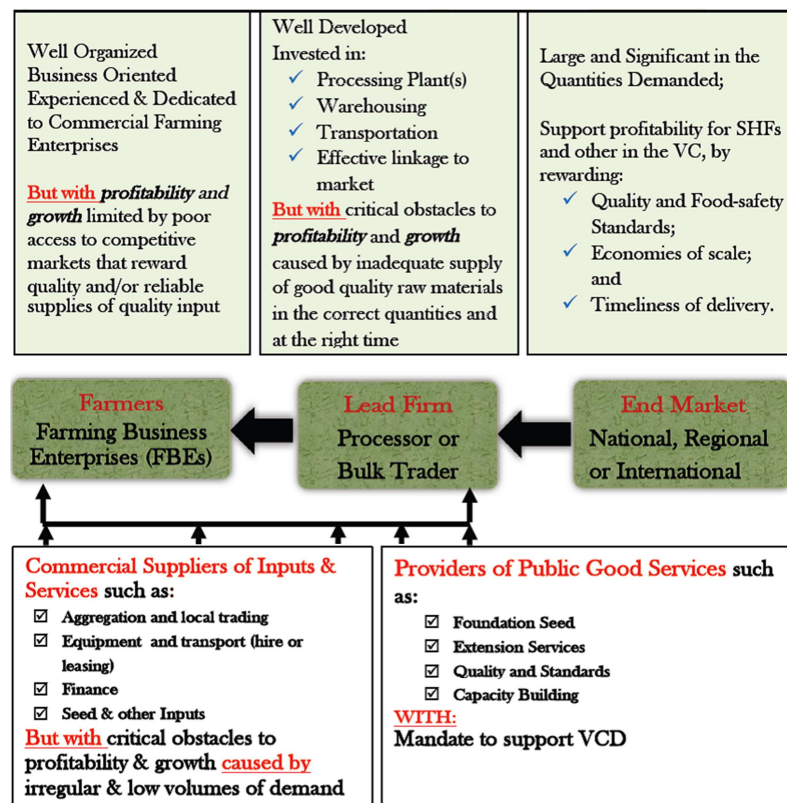 Well Organized
Business Oriented
Experienced & Dedicated
to Commercial Farming
Enterprises
But with profitability and
growth limited by poor
access to competitive
markets that reward
quality and/or reliable
supplies of quality input
Well Developed
Invested in:
✓ Processing Plant(s)
✓ Warehousing
✓ Transportation
✓ Effective linkage to
market
But with critical obstacles to
profitability and growth
caused by inadequate supply
of good quality raw materials
in the correct quantities and
at the right time
Large and Significant in the
Quantities Demanded;
Support profitability for SHFs
and other in the VC, by
rewarding:
✓ Quality and Food-safety
Standards;
✓ Economies of scale;
and
✓ Timeliness of delivery.
Farmers
Farming Business
Enterprises (FBEs)
Lead Firm
Processor or
Bulk Trader
End Market
National, Regional
or International
Commercial Suppliers of Inputs &
Services such as:
☑ Aggregation and local trading
☑ Equipment and transport (hire or
leasing)
☑ Finance
☑ Seed & other Inputs
But with critical obstacles to
profitability & growth caused by
irregular & low volumes of demand
Providers of Public Good Services such
as:
☑ Foundation Seed
☑ Extension Services
☑ Quality and Standards
☑ Capacity Building
WITH:
Mandate to support VCD